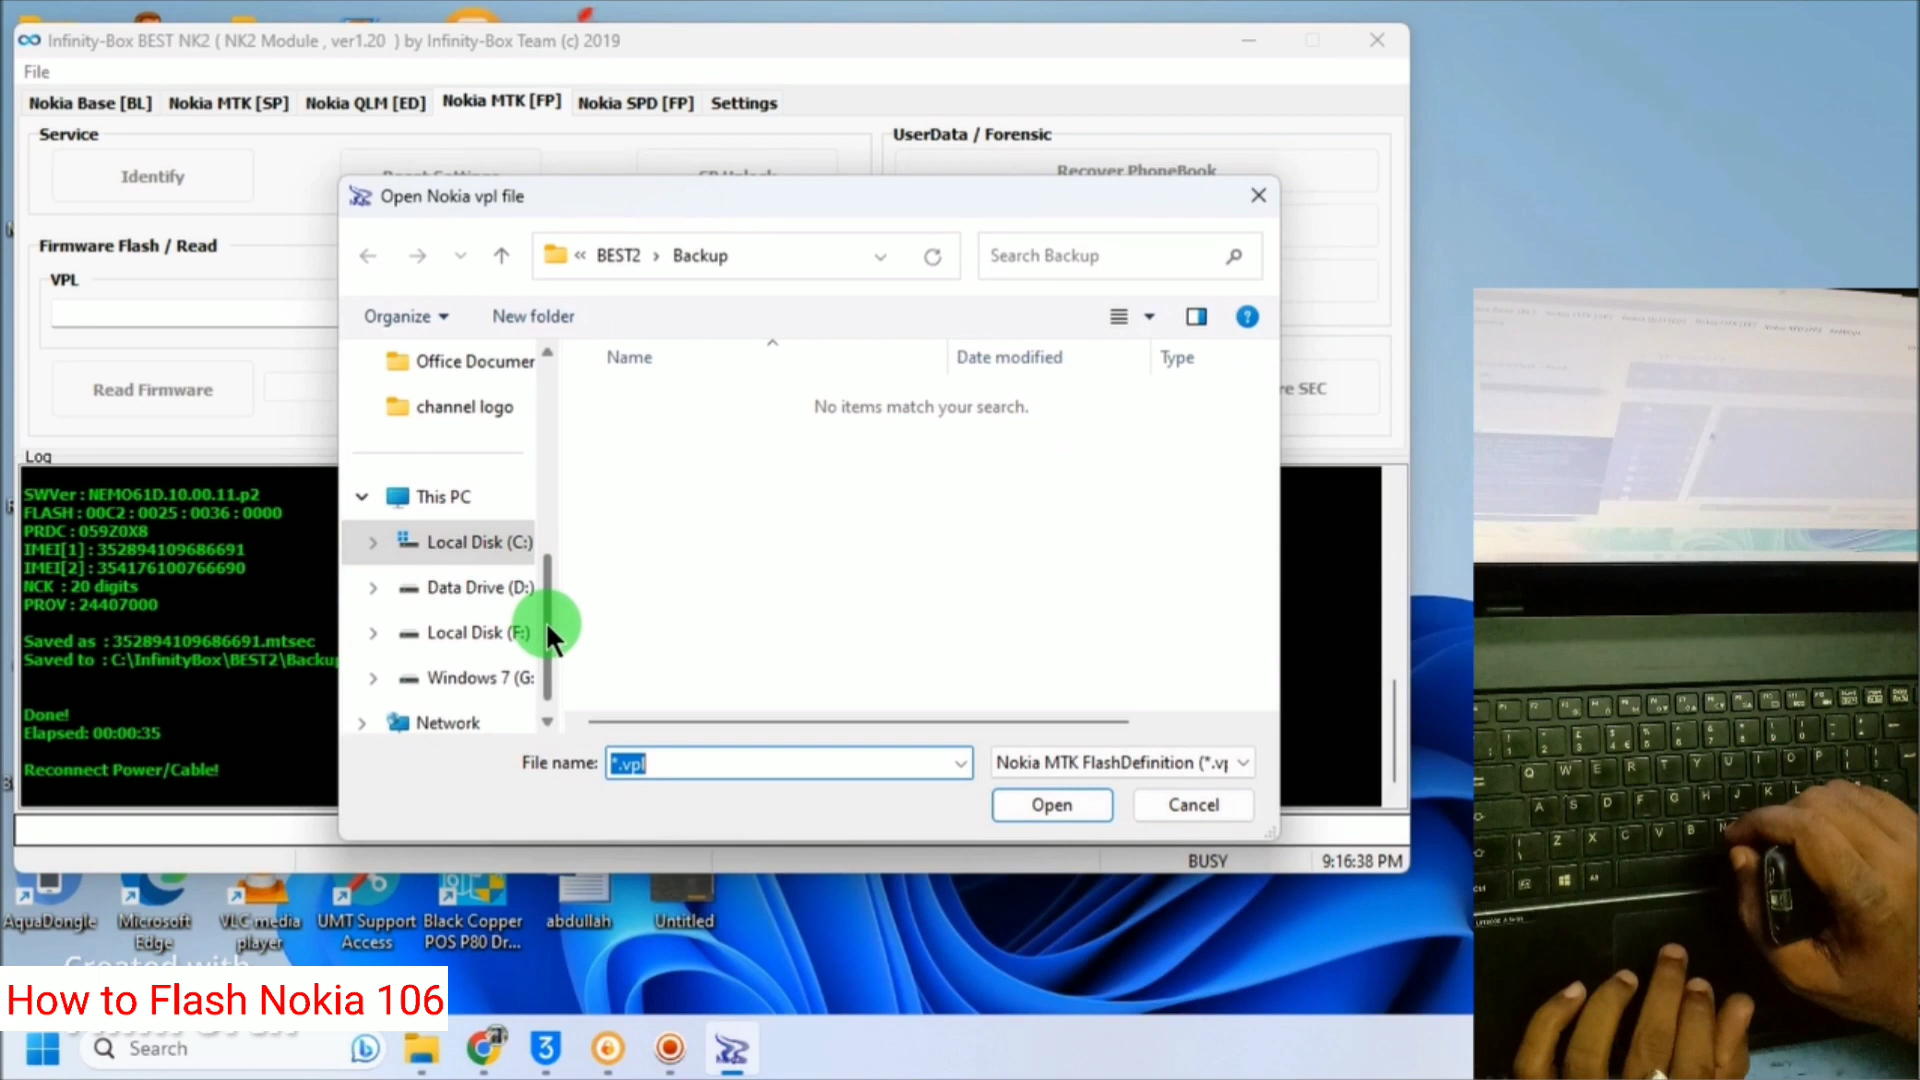 Infinity-Box BEST NK2 ( NK2 Module , ver1.20 ) by Infinity-Box Team (c) 2019
File
Nokia Base [BL] Nokia MTK [SP] Nokia QLM [ED] Nokia MTK [FP] Nokia SPD [FP] Settings
Service
UserData / Forensic
Identify
Recover PhoneBook
Firmware Flash / Read
VPL
Read Firmware
re SEC
Log
SWVer : NEMO61D.10.00.11.p2
FLASH : 00C2 : 0025 : 0036 : 0000
PRDC : 059Z0X8
IMEI[1] : 352894109686691
IMEI[2] : 354176100766690
NCK : 20 digits
PROV : 24407000
Saved as : 352894109686691.mtsec
Saved to : C:\InfinityBox\BEST2\Backup
Done!
Elapsed: 00:00:35
Reconnect Power/Cable!
Open Nokia vpl file
« BEST2 › Backup
Search Backup
Organize
New folder
Office Documen
channel logo
This PC
Local Disk (C:)
Data Drive (D:)
Local Disk (F:)
Windows 7 (G:
Network
Name
Date modified
Type
No items match your search.
File name:
*.vpl
Nokia MTK FlashDefinition (*.vp
Open
Cancel
BUSY
9:16:38 PM
AquaDongle
Microsoft Edge
VLC media player
UMT Support Access
Black Copper POS P80 Dr...
abdullah
Untitled
Created with
How to Flash Nokia 106
Search